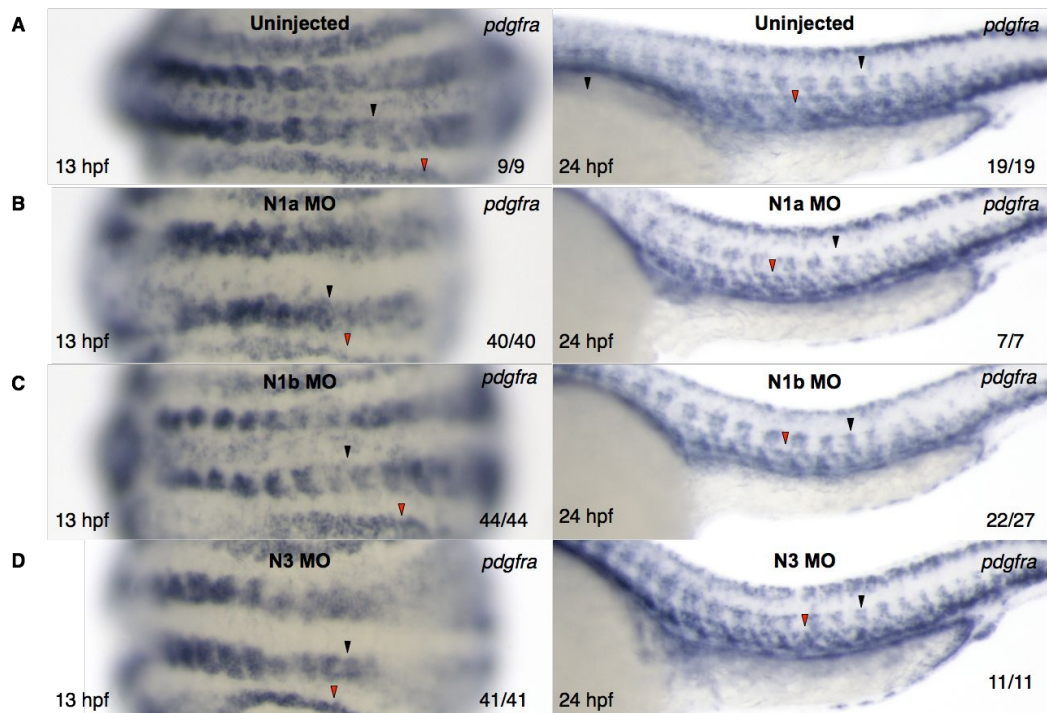 A
Uninjected
pdgfra
13 hpf
9/9
Uninjected
pdgfra
24 hpf
19/19
B
N1a MO
pdgfra
13 hpf
40/40
N1a MO
pdgfra
24 hpf
7/7
C
N1b MO
pdgfra
13 hpf
44/44
N1b MO
pdgfra
24 hpf
22/27
D
N3 MO
pdgfra
13 hpf
41/41
N3 MO
pdgfra
24 hpf
11/11